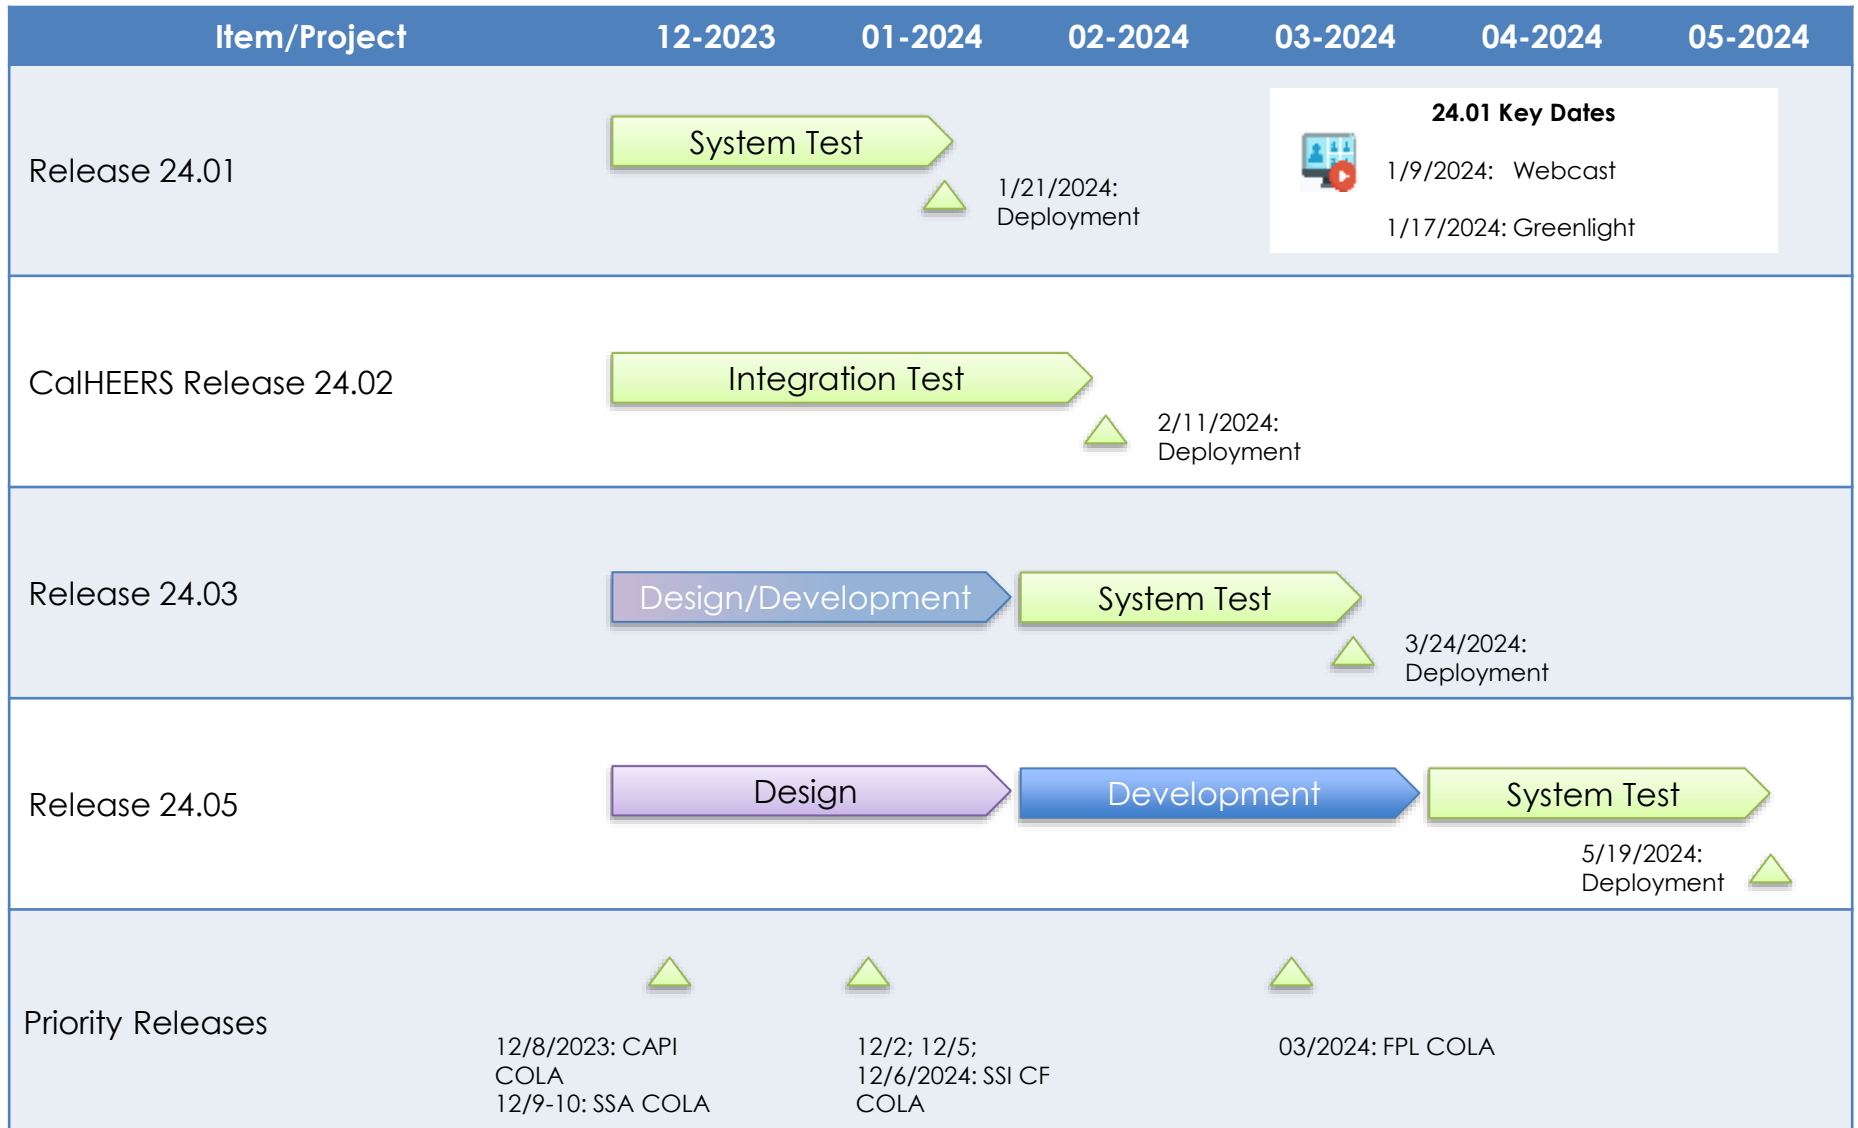 Item/Project 12-2023 01-2024 02-2024 03-2024 04-2024 05-2024
Release 24.01
System Test
1/21/2024:
Deployment
24.01 Key Dates
1/9/2024: Webcast
1/17/2024: Greenlight
CalHEERS Release 24.02
Integration Test
2/11/2024:
Deployment
Release 24.03
Design/Development
System Test
3/24/2024:
Deployment
Release 24.05
Design
Development
System Test
5/19/2024:
Deployment
Priority Releases
12/8/2023: CAPI
COLA
12/9-10: SSA COLA
12/2; 12/5;
12/6/2024: SSI CF
COLA
03/2024: FPL COLA